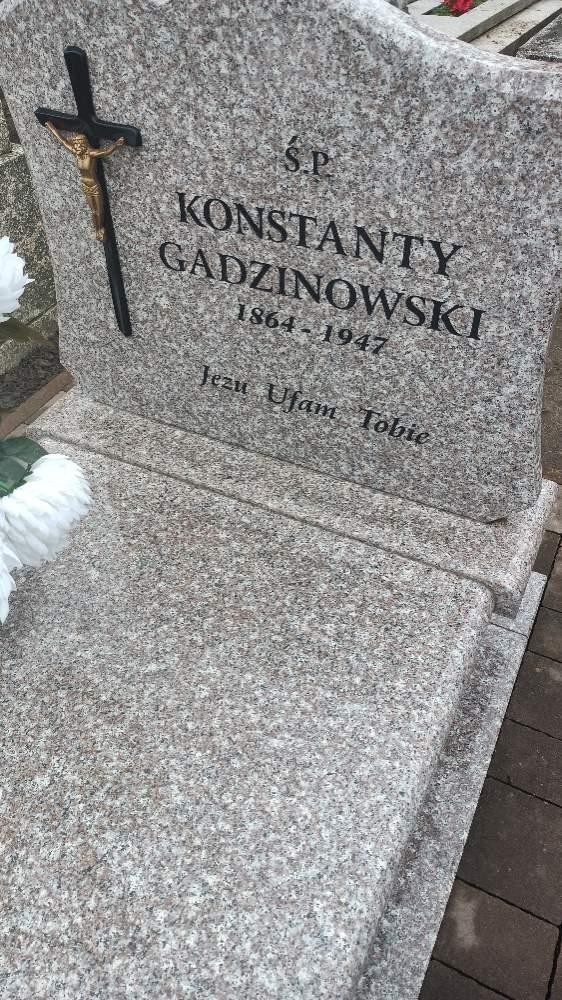 Ś.P.
KONSTANTY
GADZINOWSKI
1864 - 1947
Jezu Ufam Tobie